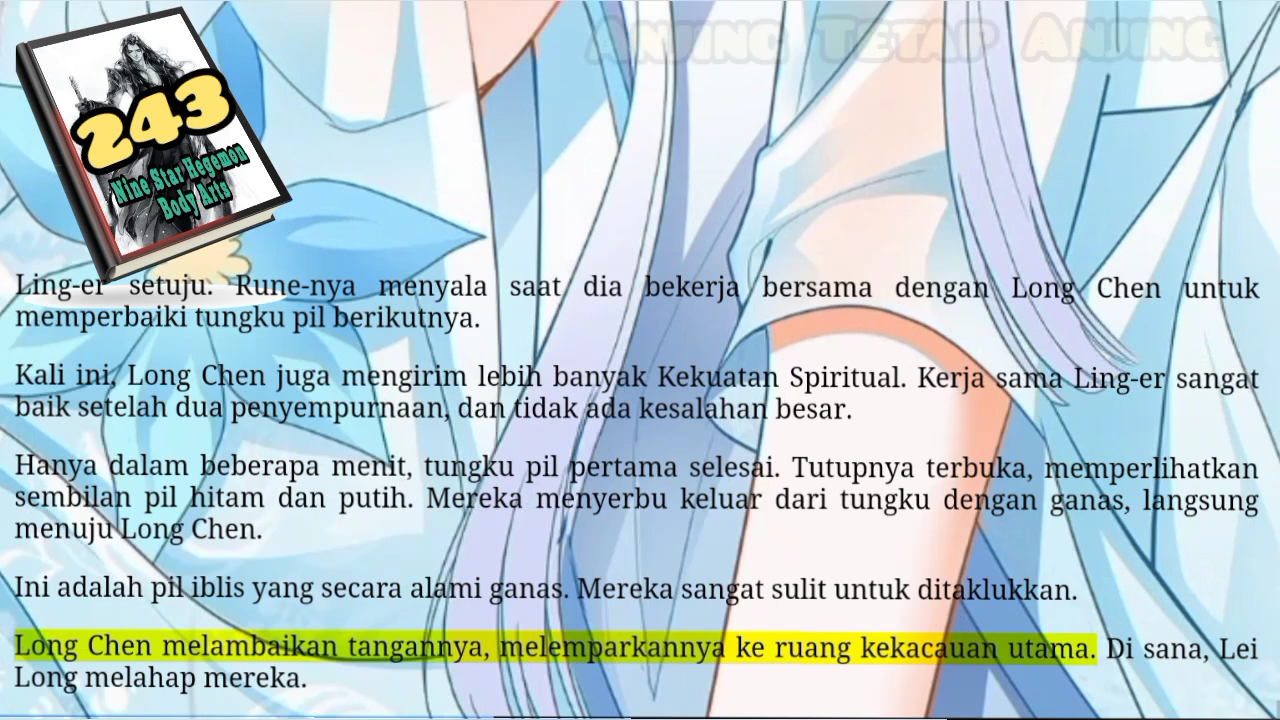 ANJING TETAP ANJING
243
Nine Star Hegemon
Body Arts
Ling-er setuju. Rune-nya menyala saat dia bekerja bersama dengan Long Chen untuk
memperbaiki tungku pil berikutnya.
Kali ini, Long Chen juga mengirim lebih banyak Kekuatan Spiritual. Kerja sama Ling-er sangat
baik setelah dua penyempurnaan, dan tidak ada kesalahan besar.
Hanya dalam beberapa menit, tungku pil pertama selesai. Tutupnya terbuka, memperlihatkan
sembilan pil hitam dan putih. Mereka menyerbu keluar dari tungku dengan ganas, langsung
menuju Long Chen.
Ini adalah pil iblis yang secara alami ganas. Mereka sangat sulit untuk ditaklukkan.
Long Chen melambaikan tangannya, melemparkannya ke ruang kekacauan utama. Di sana, Lei
Long melahap mereka.